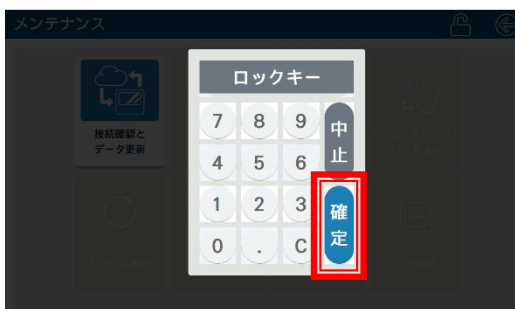 メンテナンス
接続確認と
データ更新
ロックキー
7 8 9
中止
4 5 6
1 2 3
確定
0 . C